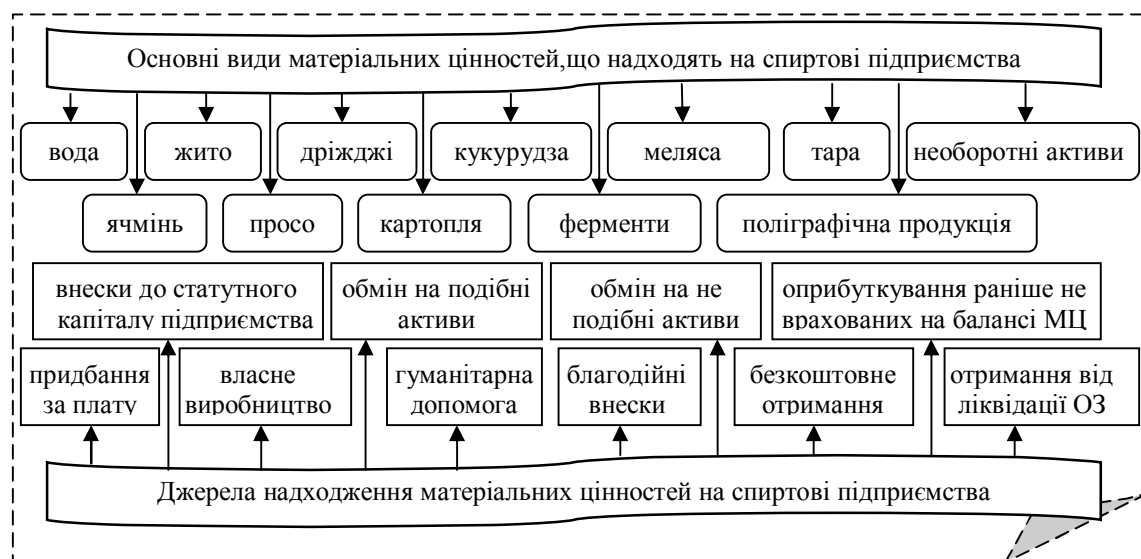 Основні види матеріальних цінностей,що надходять на спиртові підприємства
вода
жито
дріжджі
кукурудза
меляса
тара
необоротні активи
ячмінь
просо
картопля
ферменти
поліграфічна продукція
внески до статутного
капіталу підприємства
обмін на подібні
активи
обмін на не
подібні активи
оприбуткування раніше не
врахованих на балансі МЦ
придбання
за плату
власне
виробництво
гуманітарна
допомога
благодійні
внески
безкоштовне
отримання
отримання від
ліквідації ОЗ
Джерела надходження матеріальних цінностей на спиртові підприємства